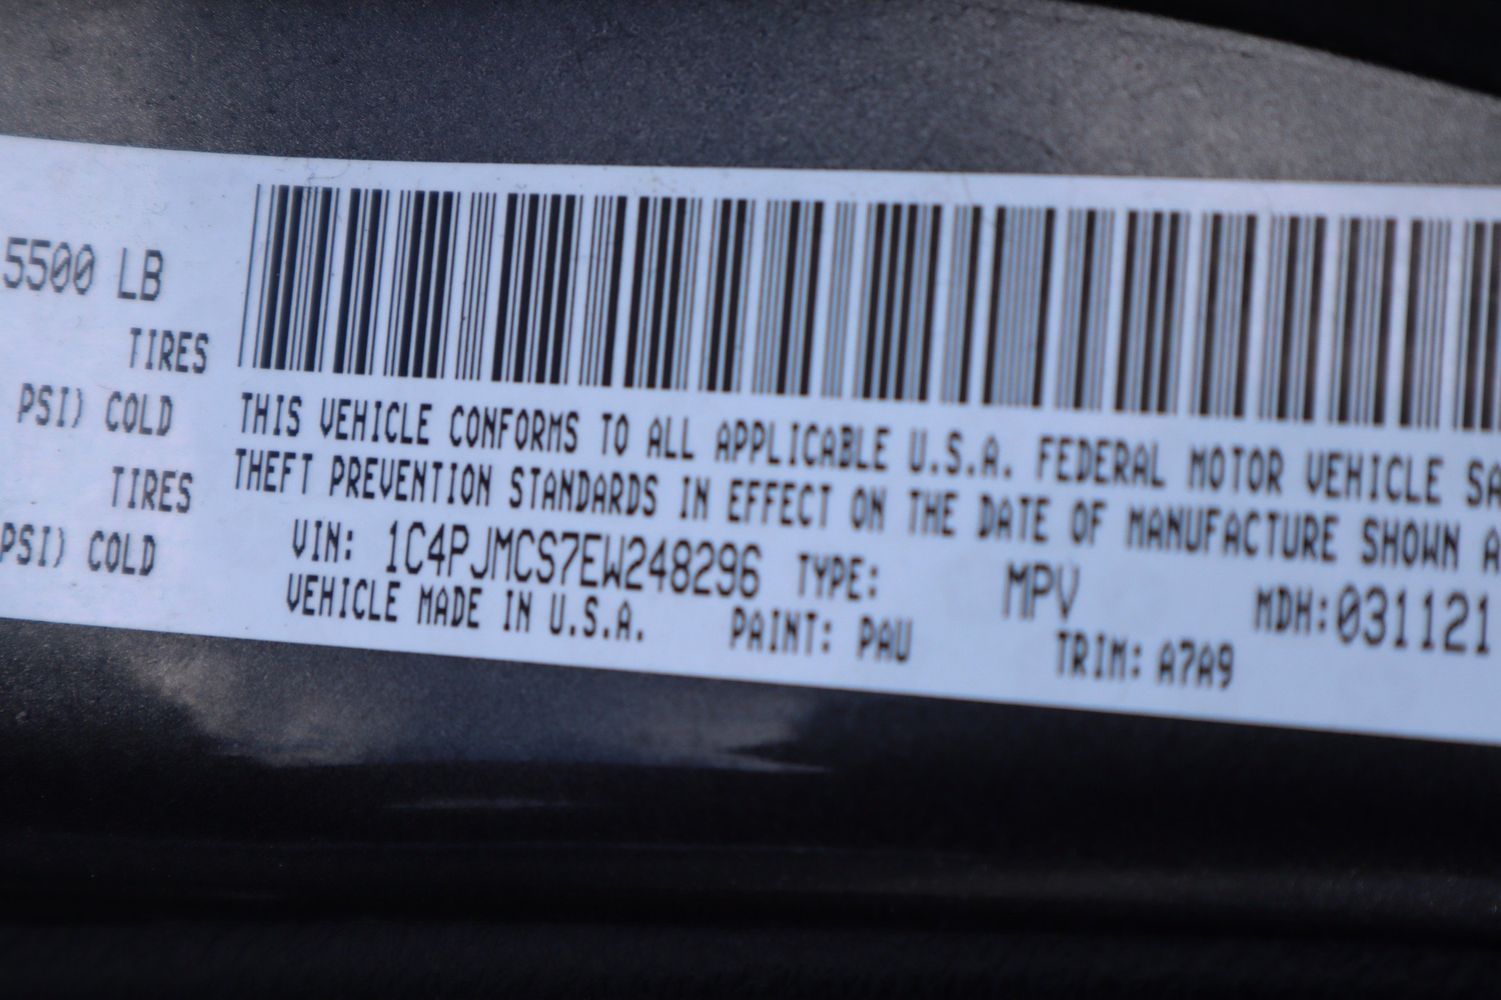 5500 LB
TIRES
PSI) COLD
TIRES
PSI) COLD
THIS VEHICLE CONFORMS TO ALL APPLICABLE U.S.A. FEDERAL MOTOR VEHICLE SA
THEFT PREVENTION STANDARDS IN EFFECT ON THE DATE OF MANUFACTURE SHOWN A
VIN: 1C4PJMCS7EW248296 TYPE: MPV MDH: 031121
VEHICLE MADE IN U.S.A. PAINT: PAU TRIM: A7A9